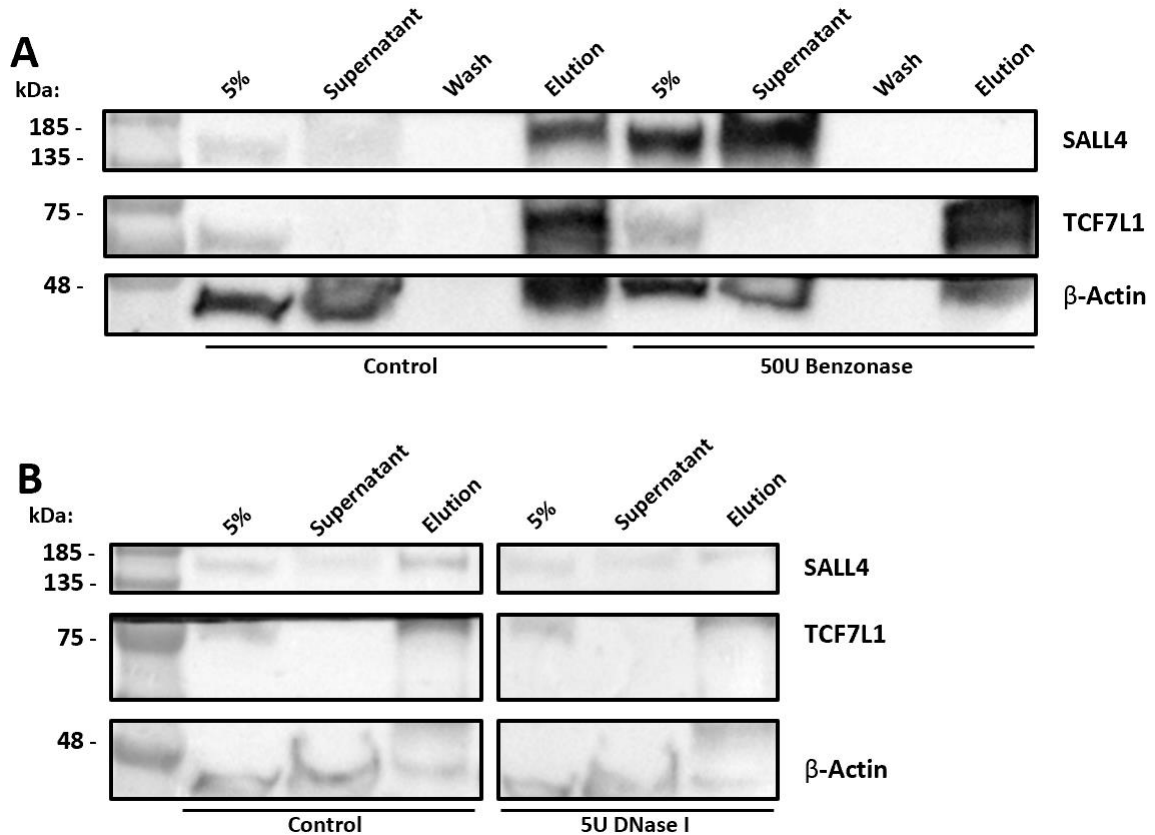 A
kDa:
5% Supernatant Wash Elution 5% Supernatant Wash Elution
185 -
135 -
SALL4
75 -
TCF7L1
48 -
β-Actin
Control 50U Benzonase
B
kDa:
5% Supernatant Elution 5% Supernatant Elution
185 -
135 -
SALL4
75 -
TCF7L1
48 -
β-Actin
Control 5U DNase I